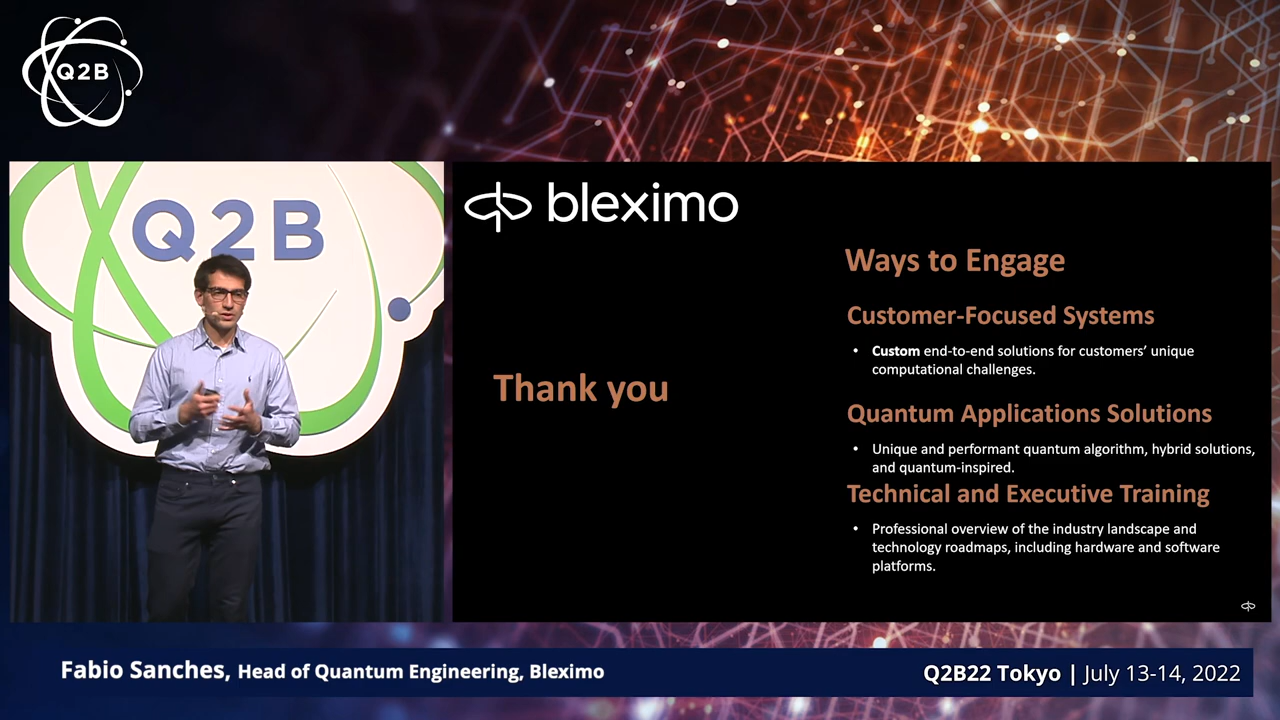 Q2B
Q2B
bleximo
Ways to Engage
Customer-Focused Systems
• Custom end-to-end solutions for customers’ unique
computational challenges.
Thank you
Quantum Applications Solutions
• Unique and performant quantum algorithm, hybrid solutions,
and quantum-inspired.
Technical and Executive Training
• Professional overview of the industry landscape and
technology roadmaps, including hardware and software
platforms.
Fabio Sanches, Head of Quantum Engineering, Bleximo
Q2B22 Tokyo | July 13-14, 2022